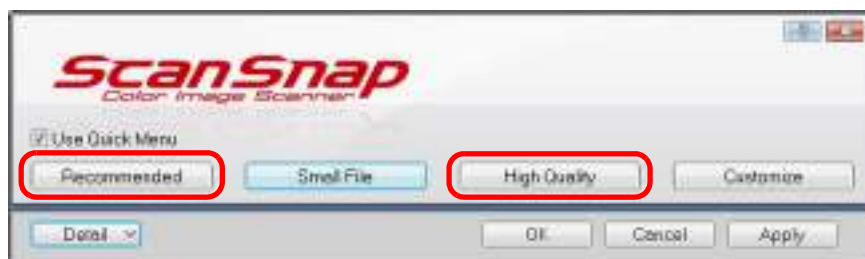 ScanSnap
Color Image Scanner
Use Quick Menu
Recommended Small File High Quality Customize
Detail OK Cancel Apply